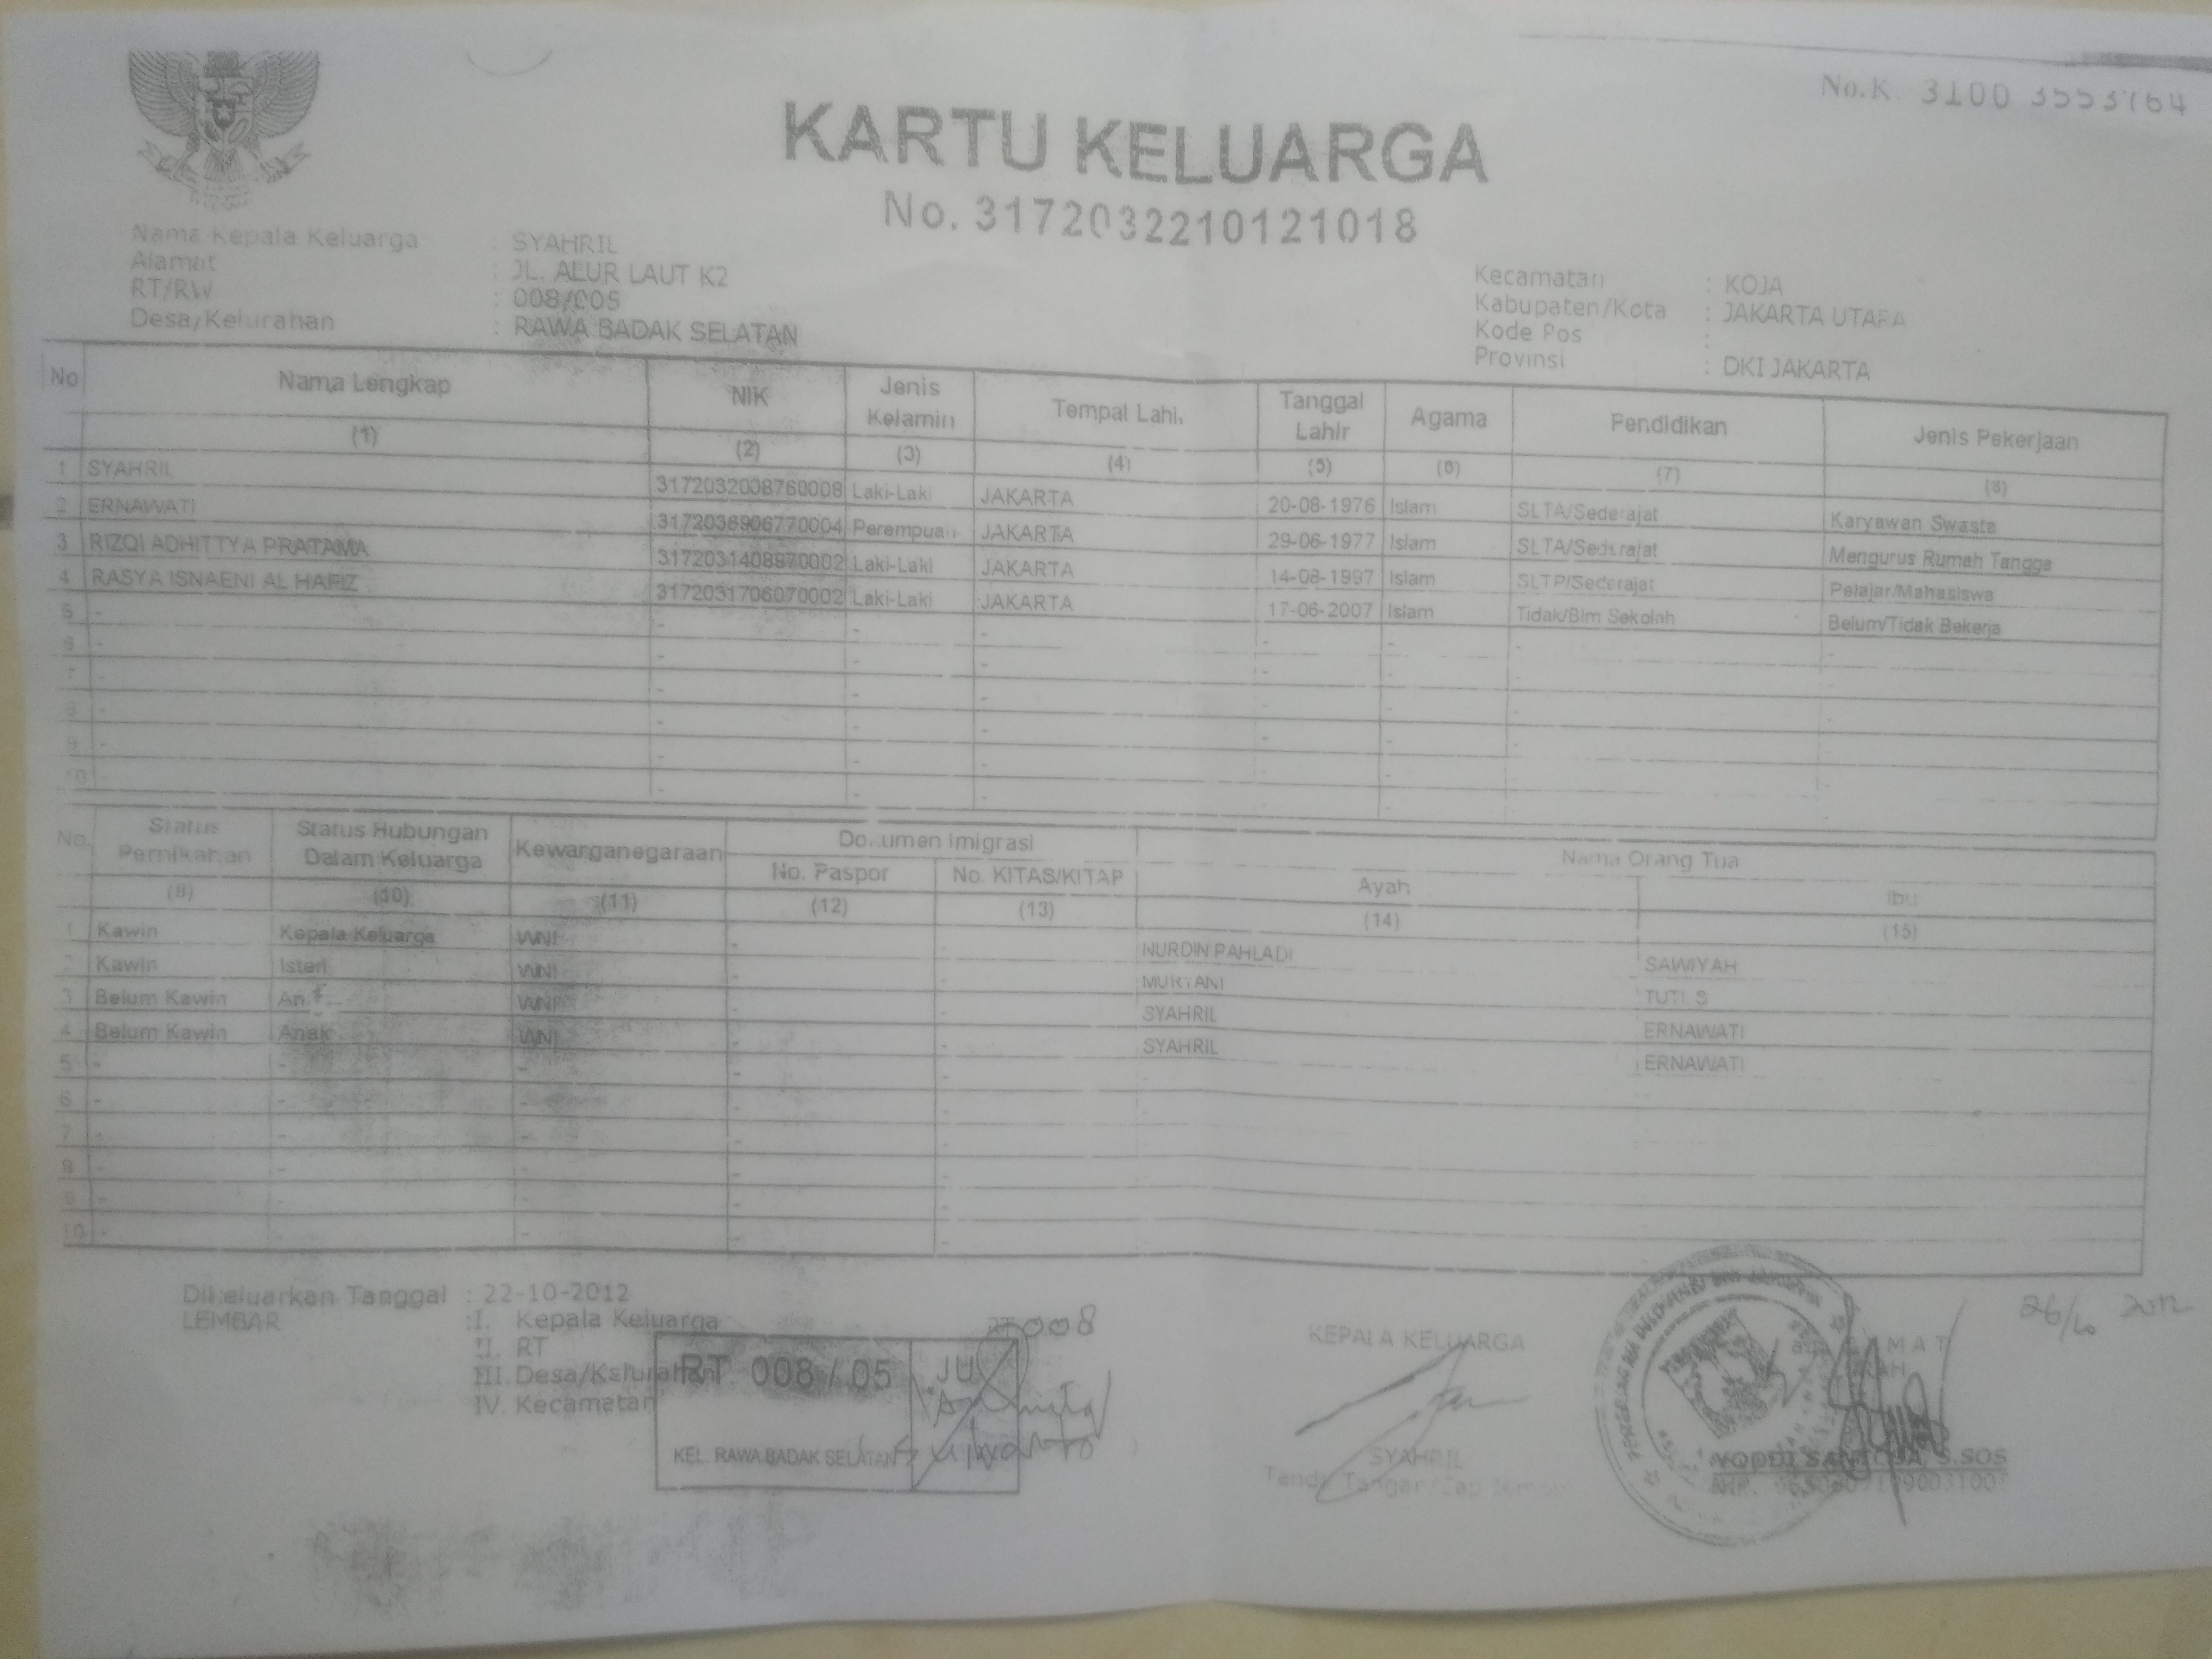 No.K 3100
KARTU KELUARGA
No. 3172032210121018
Nama Kepala Keluarga : SYAHRIL
Alamat : JL. ALUR LAUT K2
RT/RW : 008/005
Desa/Kelurahan : RAWA BADAK SELATAN
Kecamatan : KOJA
Kabupaten/Kota : JAKARTA UTARA
Kode Pos :
Provinsi : DKI JAKARTA
No Nama Lengkap NIK Jenis Kelamin Tempat Lahir Tanggal Lahir Agama Pendidikan Jenis Pekerjaan
(1) (2) (3) (4) (5) (6) (7) (8)
1 SYAHRIL 3172032008760008 Laki-Laki JAKARTA 20-08-1976 Islam SLTA/Sederajat Karyawan Swasta
2 ERNAWATI 3172036906770004 Perempuan JAKARTA 29-06-1977 Islam SLTA/Sederajat Mengurus Rumah Tangga
3 RIZQI ADHITTYA PRATAMA 3172031408970002 Laki-Laki JAKARTA 14-08-1997 Islam SLTP/Sederajat Pelajar/Mahasiswa
4 RASYA ISNAENI AL HAFIZ 3172031706070002 Laki-Laki JAKARTA 17-06-2007 Islam Tidak/Blm Sekolah Belum/Tidak Bekerja
5 - - - - - - - -
6 - - - - - - - -
7 - - - - - - - -
8 - - - - - - - -
9 - - - - - - - -
10 - - - - - - - -
No. Status Pernikahan Status Hubungan Dalam Keluarga Kewarganegaraan Dokumen Imigrasi Nama Orang Tua
No. Paspor No. KITAS/KITAP Ayah Ibu
(9) (10) (11) (12) (13) (14) (15)
1 Kawin Kepala Keluarga WNI - - NURDIN PAHLADI SAWIYAH
2 Kawin Isteri WNI - - MURYANI TUTI S
3 Belum Kawin Anak WNI - - SYAHRIL ERNAWATI
4 Belum Kawin Anak WNI - - SYAHRIL ERNAWATI
5 - - - - -
6 - - - - -
7 - - - - -
8 - - - - -
9 - - - - -
10 - - - - -
Dikeluarkan Tanggal : 22-10-2012
LEMBAR : I. Kepala Keluarga
II. RT
III. Desa/Kelurahan
IV. Kecamatan
RT 008
RT 008 / 05 JU
KEL. RAWA BADAK SELATAN
KEPALA KELUARGA
SYAHRIL
Tanda Tangan/Cap Jempol
CAMAT
YODDI SANTOSA, S.SOS
NIP.